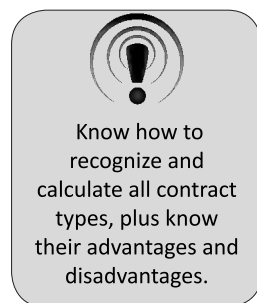 Know how to
recognize and
calculate all contract
types, plus know
their advantages and
disadvantages.